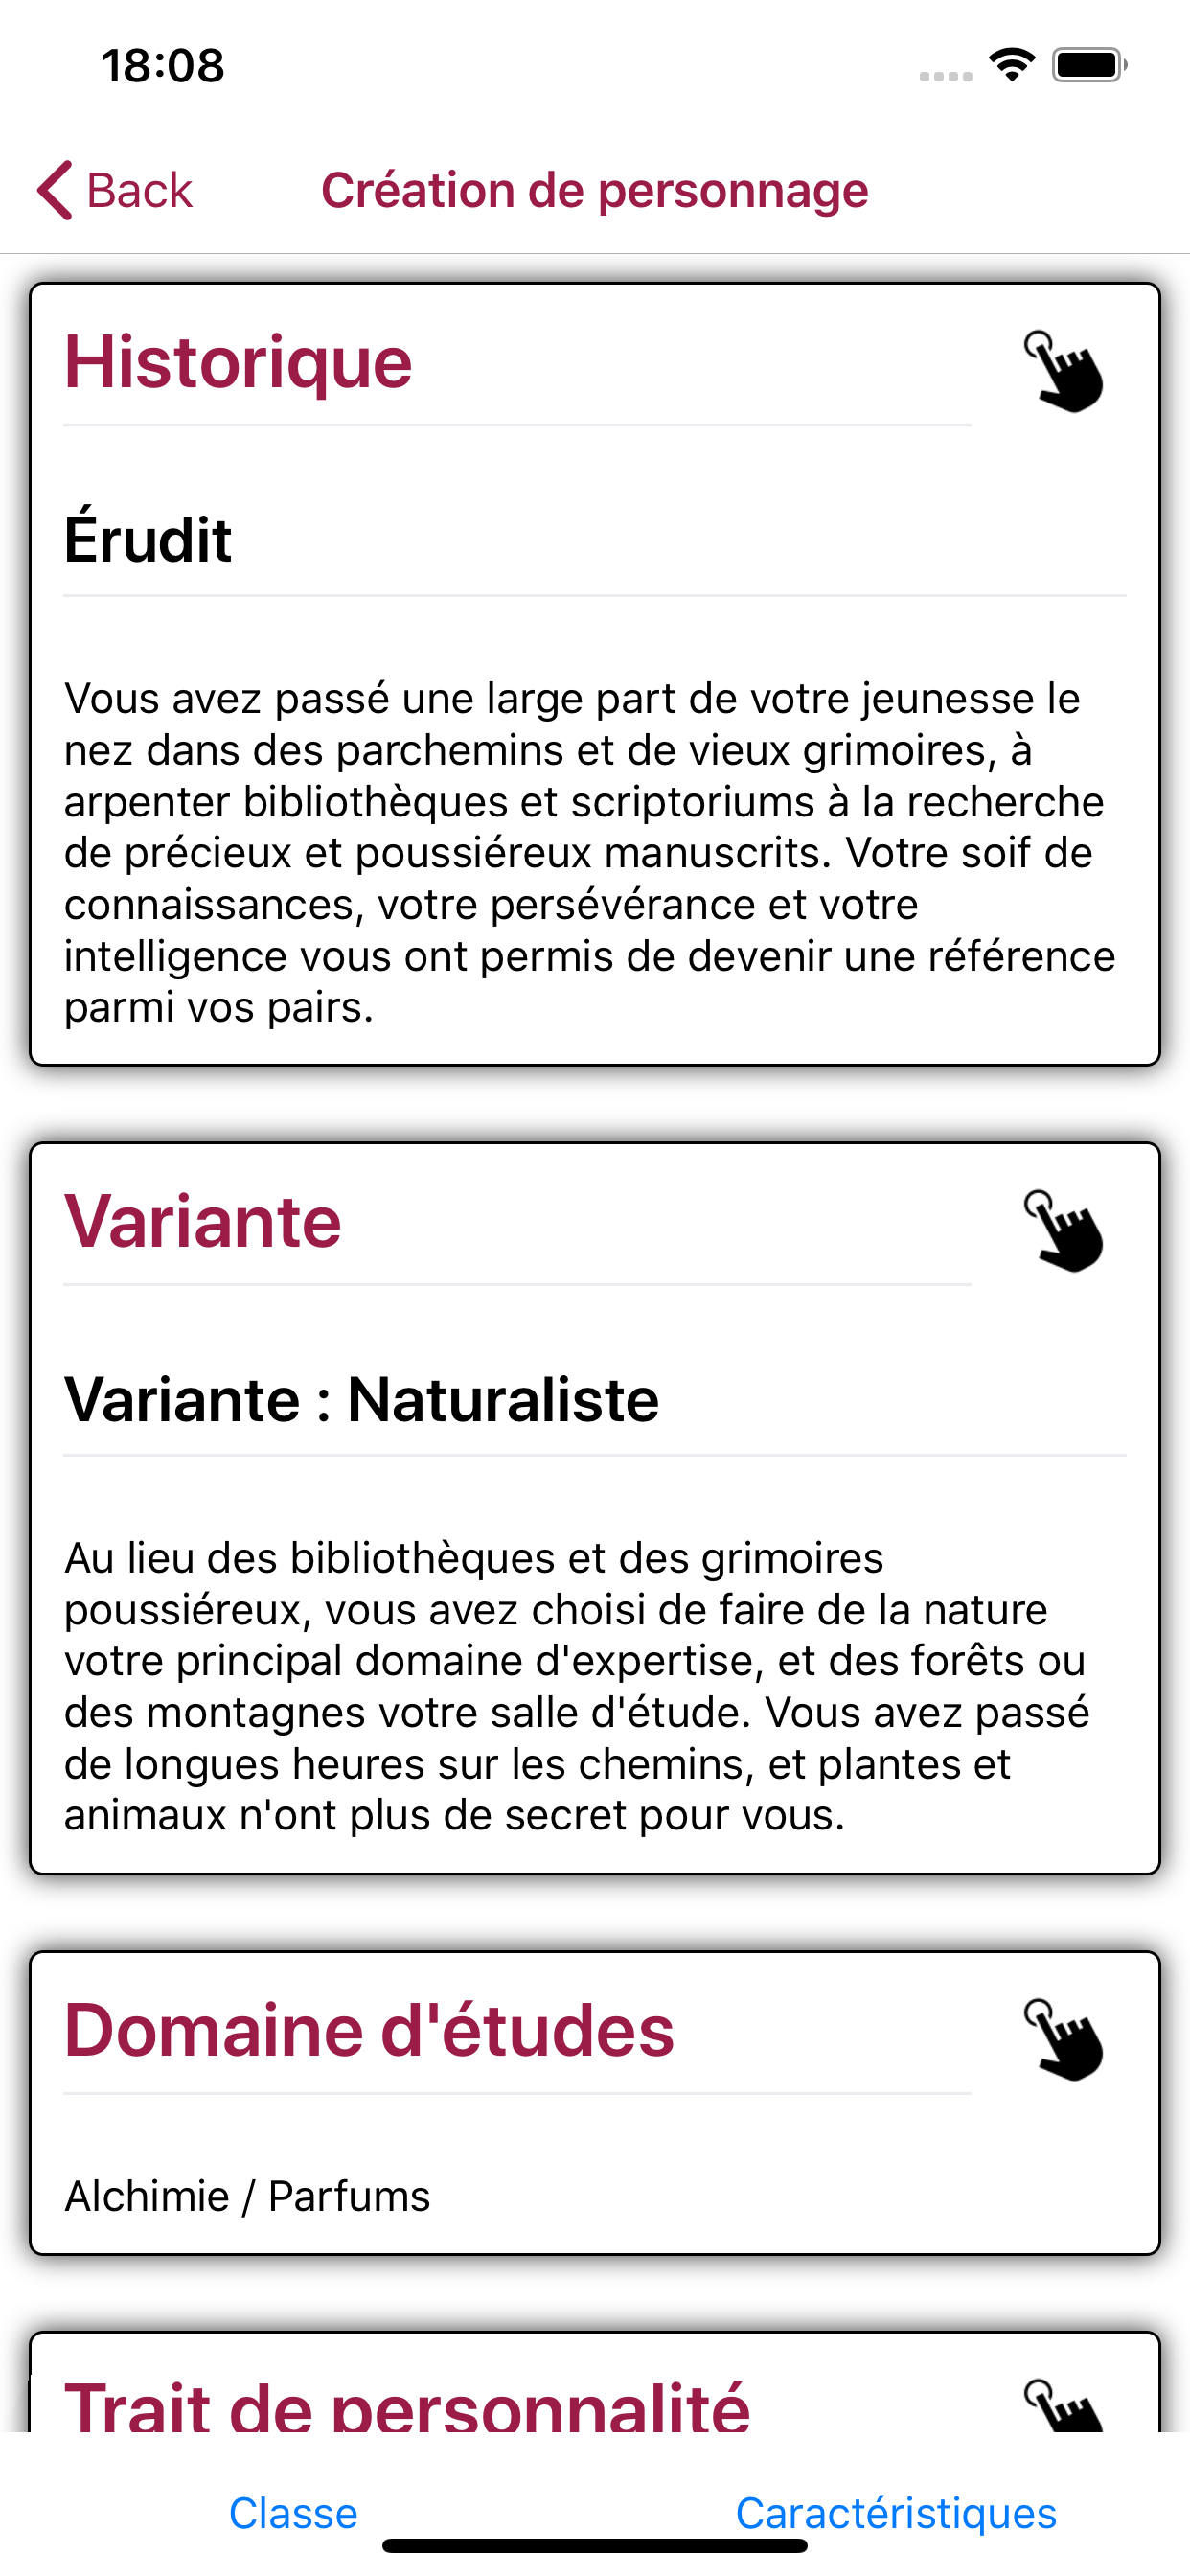 18:08
Back
Création de personnage
Historique
Érudit
Vous avez passé une large part de votre jeunesse le
nez dans des parchemins et de vieux grimoires, à
arpenter bibliothèques et scriptoriums à la recherche
de précieux et poussiéreux manuscrits. Votre soif de
connaissances, votre persévérance et votre
intelligence vous ont permis de devenir une référence
parmi vos pairs.
Variante
Variante : Naturaliste
Au lieu des bibliothèques et des grimoires
poussiéreux, vous avez choisi de faire de la nature
votre principal domaine d'expertise, et des forêts ou
des montagnes votre salle d'étude. Vous avez passé
de longues heures sur les chemins, et plantes et
animaux n'ont plus de secret pour vous.
Domaine d'études
Alchimie / Parfums
Trait de personnalité
Classe
Caractéristiques